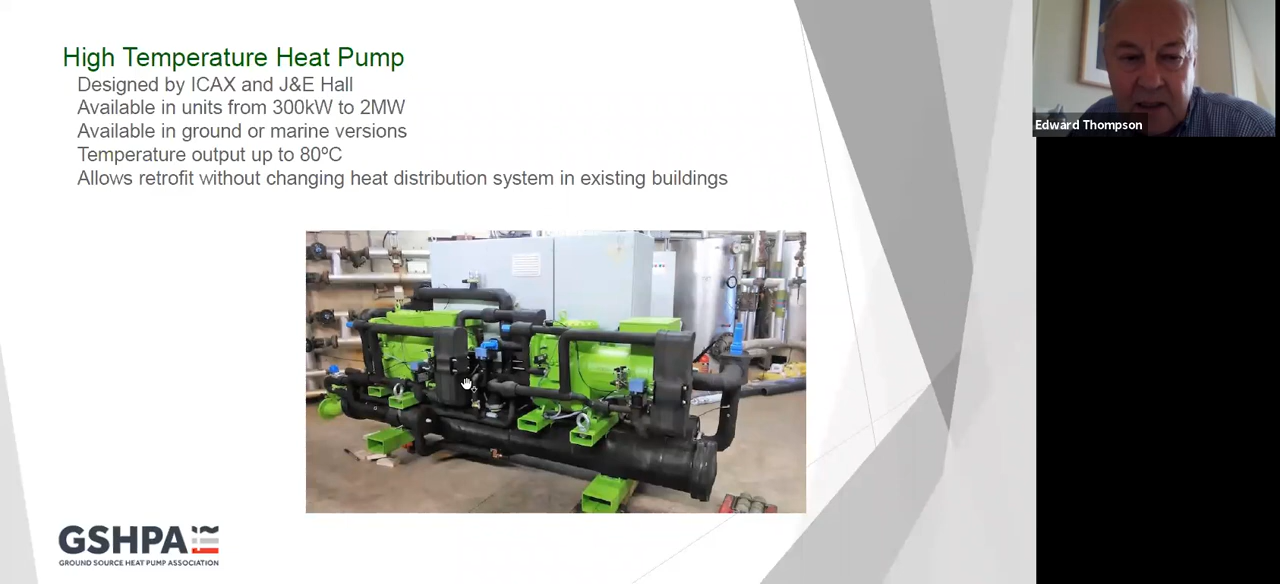 High Temperature Heat Pump
Designed by ICAX and J&E Hall
Available in units from 300kW to 2MW
Available in ground or marine versions
Temperature output up to 80ºC
Allows retrofit without changing heat distribution system in existing buildings
Edward Thompson
GSHPA
GROUND SOURCE HEAT PUMP ASSOCIATION